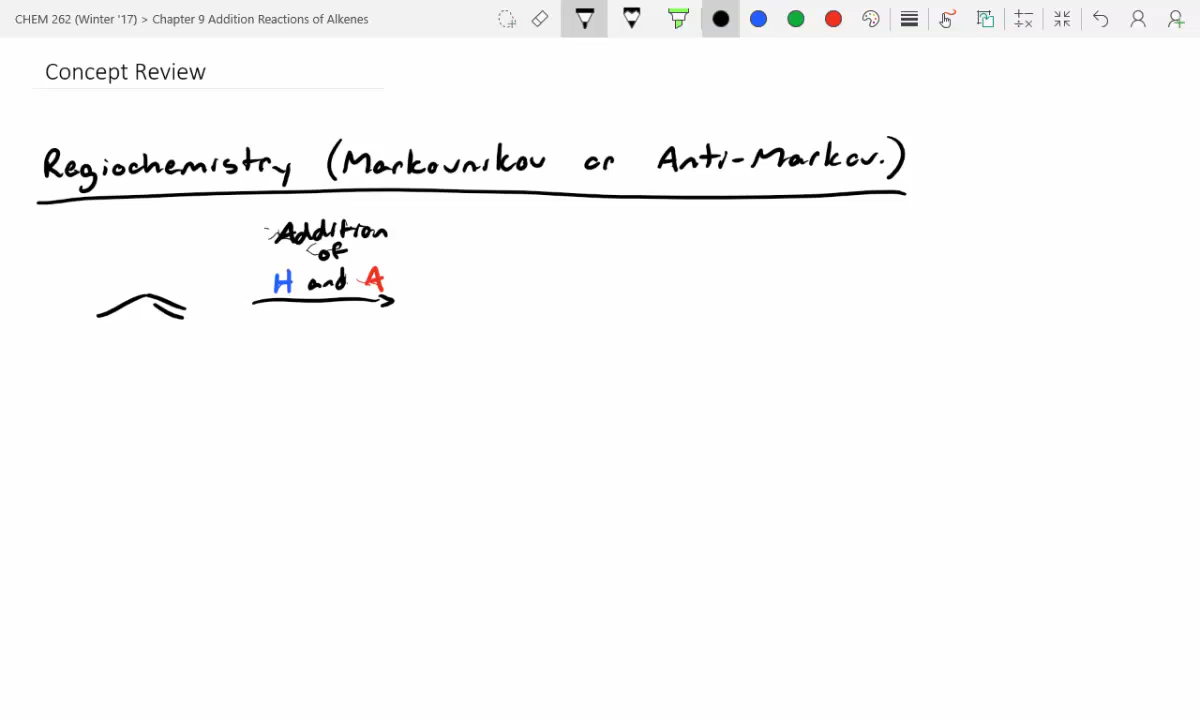 CHEM 262 (Winter '17) > Chapter 9 Addition Reactions of Alkenes
Concept Review
Regiochemistry (Markovnikov or Anti-Markov.)
Addition
of
H and A